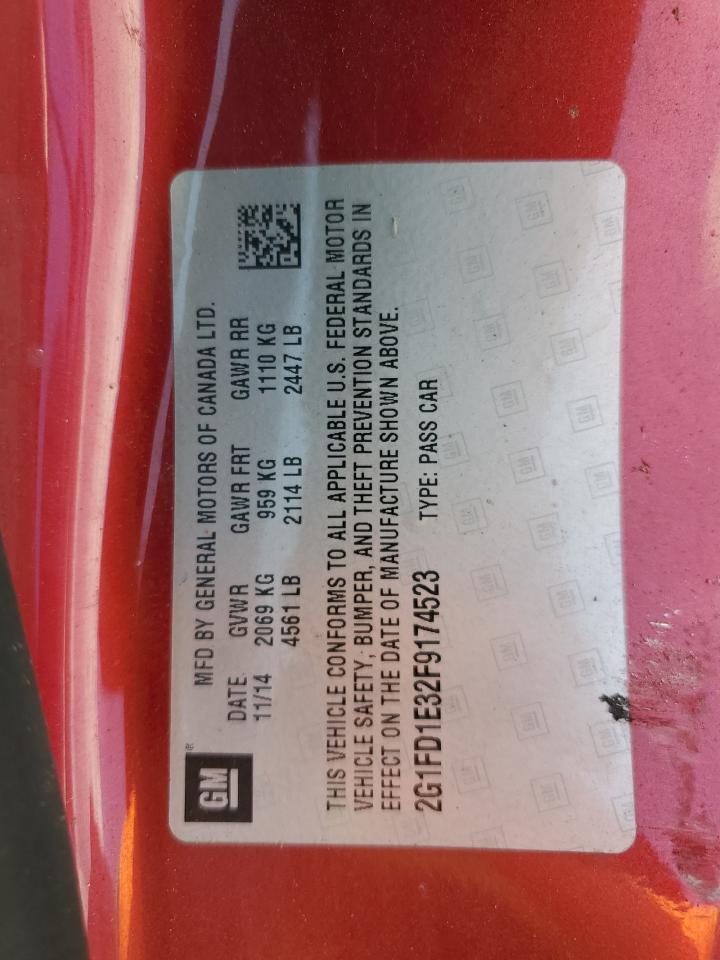 GM®
MFD BY GENERAL MOTORS OF CANADA LTD.
DATE GVWR GAWR FRT GAWR RR
11/14 2069 KG 959 KG 1110 KG
4561 LB 2114 LB 2447 LB
THIS VEHICLE CONFORMS TO ALL APPLICABLE U.S. FEDERAL MOTOR
VEHICLE SAFETY, BUMPER, AND THEFT PREVENTION STANDARDS IN
EFFECT ON THE DATE OF MANUFACTURE SHOWN ABOVE.
2G1FD1E32F9174523 TYPE: PASS CAR